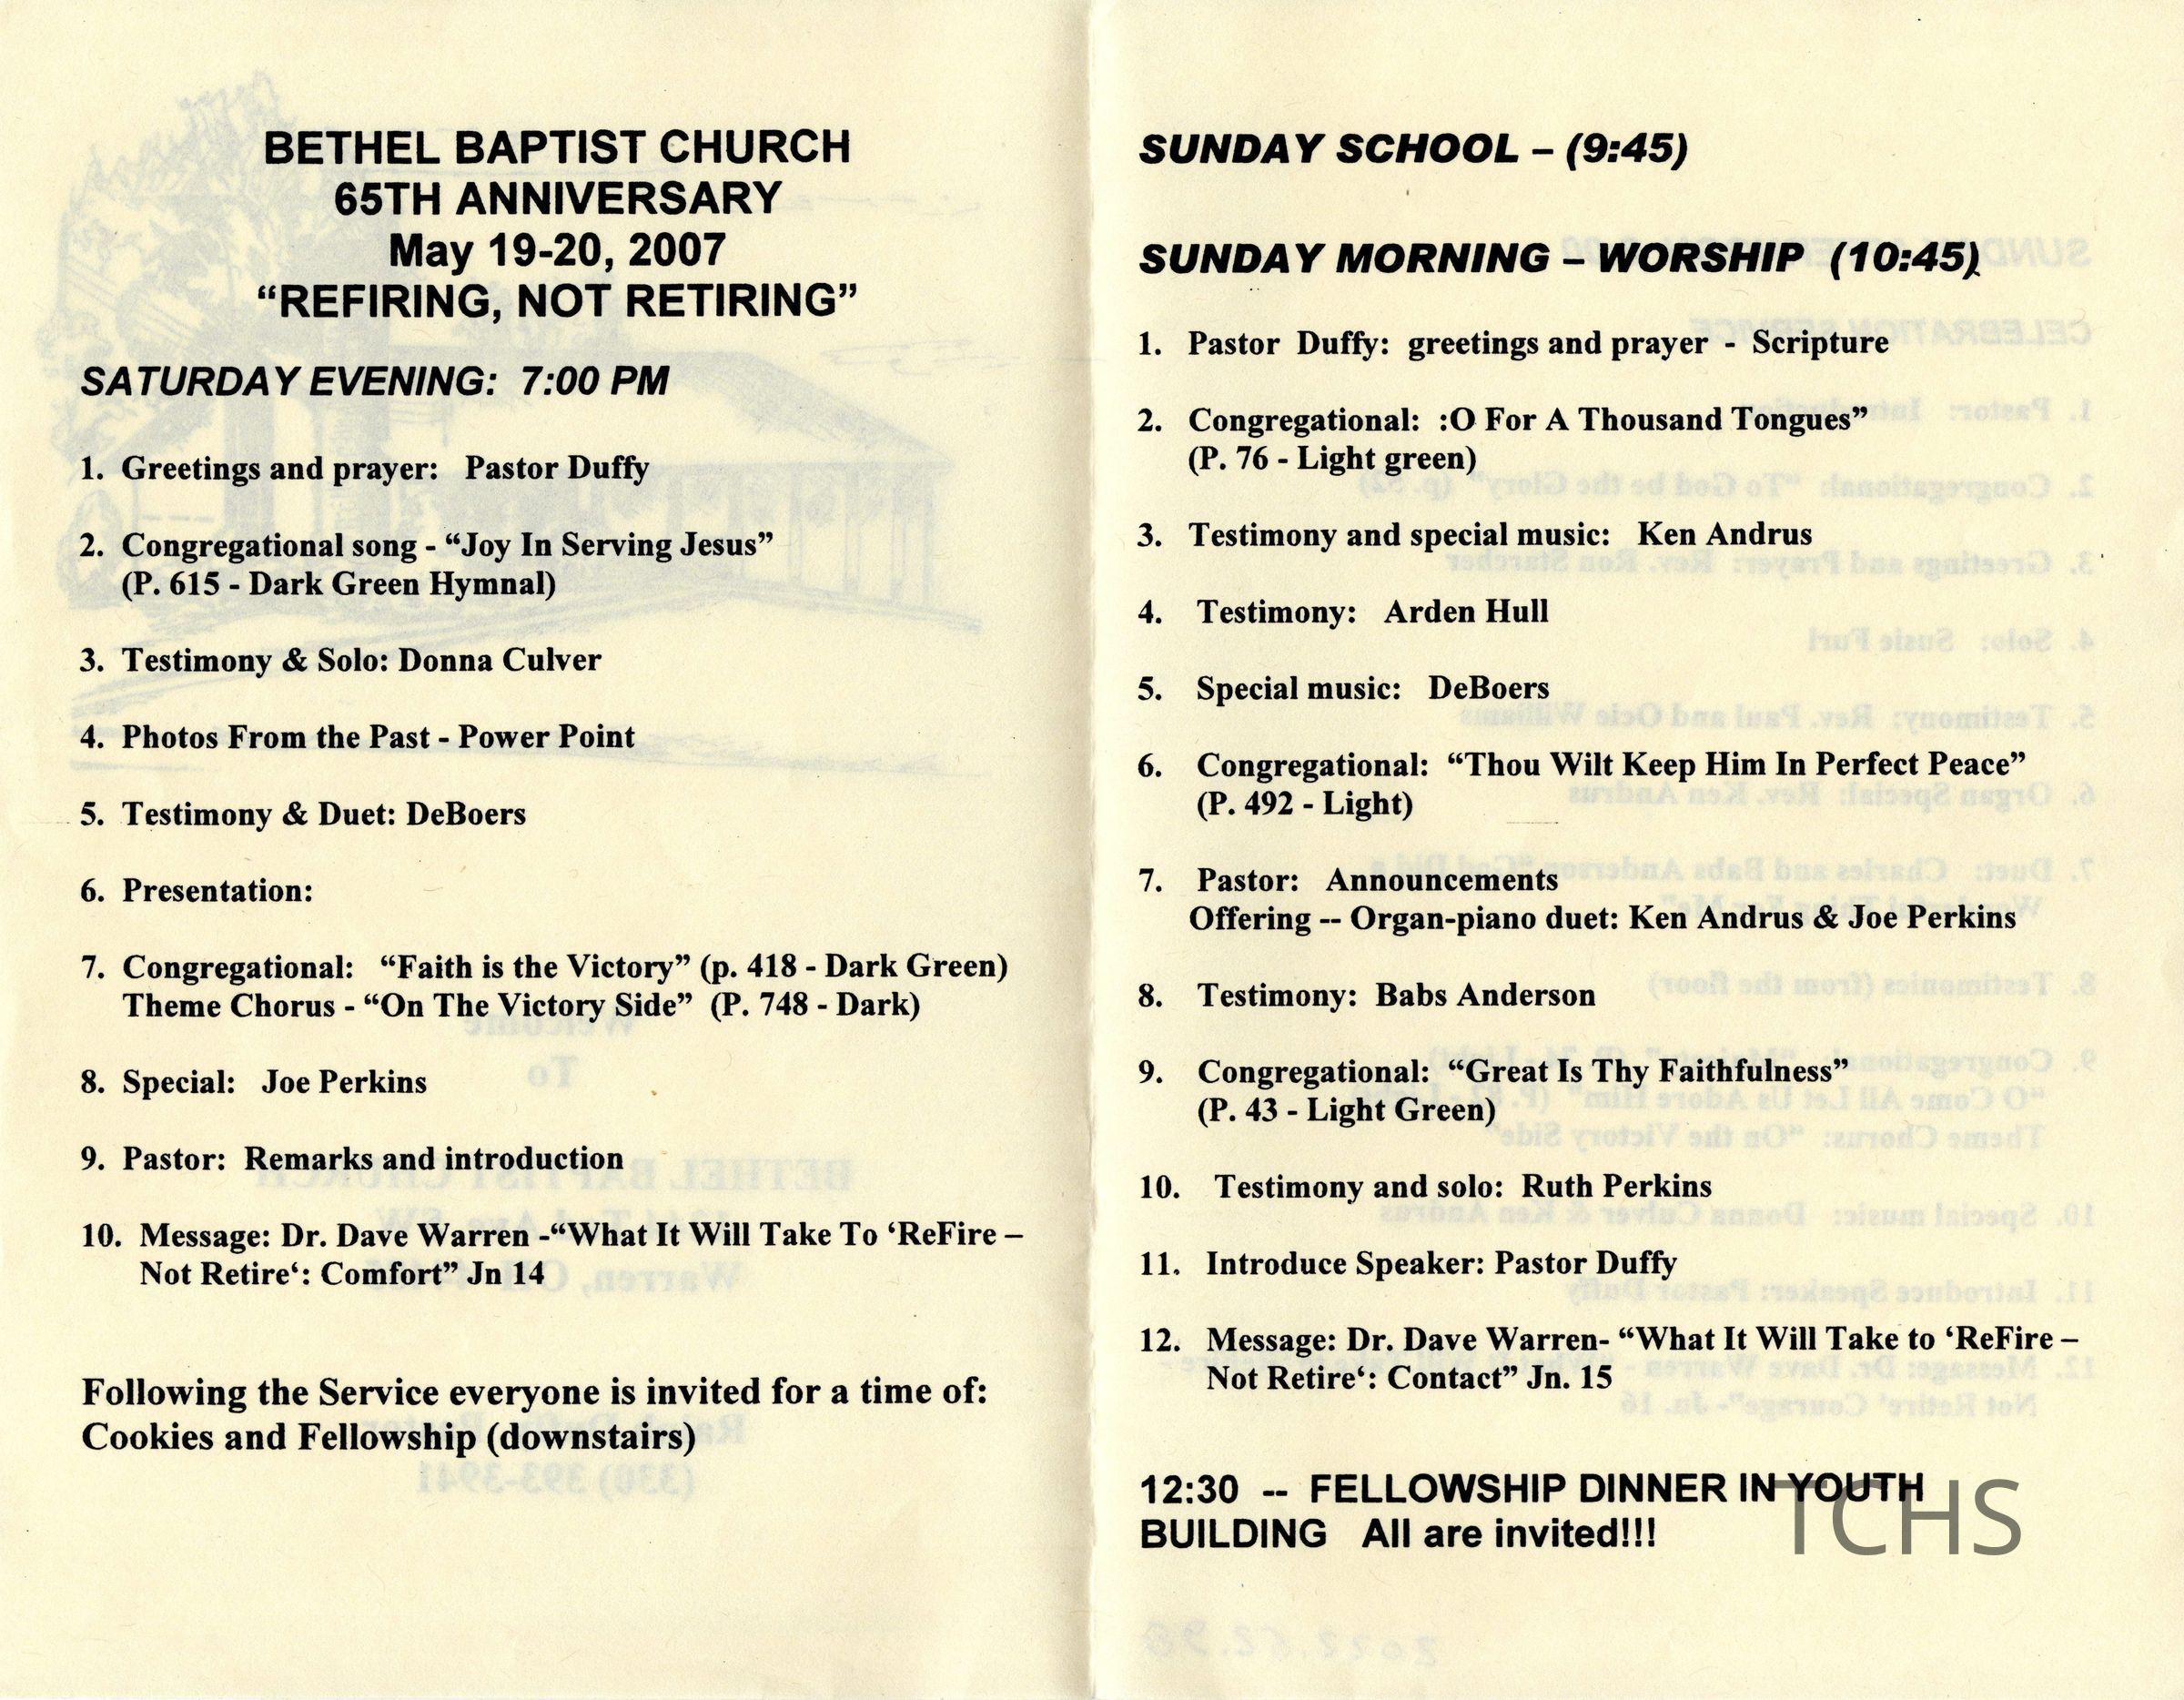 BETHEL BAPTIST CHURCH
65TH ANNIVERSARY
May 19-20, 2007
“REFIRING, NOT RETIRING”
SATURDAY EVENING: 7:00 PM
1. Greetings and prayer: Pastor Duffy
2. Congregational song - “Joy In Serving Jesus”
(P. 615 - Dark Green Hymnal)
3. Testimony & Solo: Donna Culver
4. Photos From the Past - Power Point
5. Testimony & Duet: DeBoers
6. Presentation:
7. Congregational: “Faith is the Victory” (p. 418 - Dark Green)
Theme Chorus - “On The Victory Side” (P. 748 - Dark)
8. Special: Joe Perkins
9. Pastor: Remarks and introduction
10. Message: Dr. Dave Warren -“What It Will Take To ‘ReFire –
Not Retire‘: Comfort” Jn 14
Following the Service everyone is invited for a time of:
Cookies and Fellowship (downstairs)
SUNDAY SCHOOL – (9:45)
SUNDAY MORNING – WORSHIP (10:45)
1. Pastor Duffy: greetings and prayer - Scripture
2. Congregational: :O For A Thousand Tongues”
(P. 76 - Light green)
3. Testimony and special music: Ken Andrus
4. Testimony: Arden Hull
5. Special music: DeBoers
6. Congregational: “Thou Wilt Keep Him In Perfect Peace”
(P. 492 - Light)
7. Pastor: Announcements
Offering -- Organ-piano duet: Ken Andrus & Joe Perkins
8. Testimony: Babs Anderson
9. Congregational: “Great Is Thy Faithfulness”
(P. 43 - Light Green)
10. Testimony and solo: Ruth Perkins
11. Introduce Speaker: Pastor Duffy
12. Message: Dr. Dave Warren- “What It Will Take to ‘ReFire –
Not Retire‘: Contact” Jn. 15
12:30 -- FELLOWSHIP DINNER IN YOUTH
BUILDING All are invited!!!
TCHS